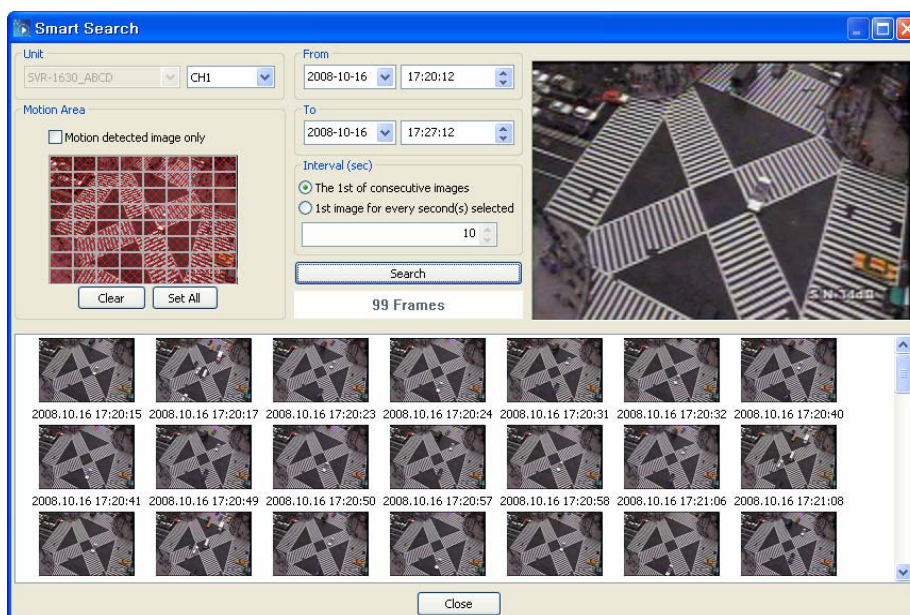 Smart Search
Unit
SVR-1630_ABCD
CH1
Motion Area
Motion detected image only
Clear
Set All
From
2008-10-16
17:20:12
To
2008-10-16
17:27:12
Interval (sec)
The 1st of consecutive images
1st image for every second(s) selected
10
Search
99 Frames
2008.10.16 17:20:15 2008.10.16 17:20:17 2008.10.16 17:20:23 2008.10.16 17:20:24 2008.10.16 17:20:31 2008.10.16 17:20:32 2008.10.16 17:20:40
2008.10.16 17:20:41 2008.10.16 17:20:49 2008.10.16 17:20:50 2008.10.16 17:20:57 2008.10.16 17:20:58 2008.10.16 17:21:06 2008.10.16 17:21:08
Close